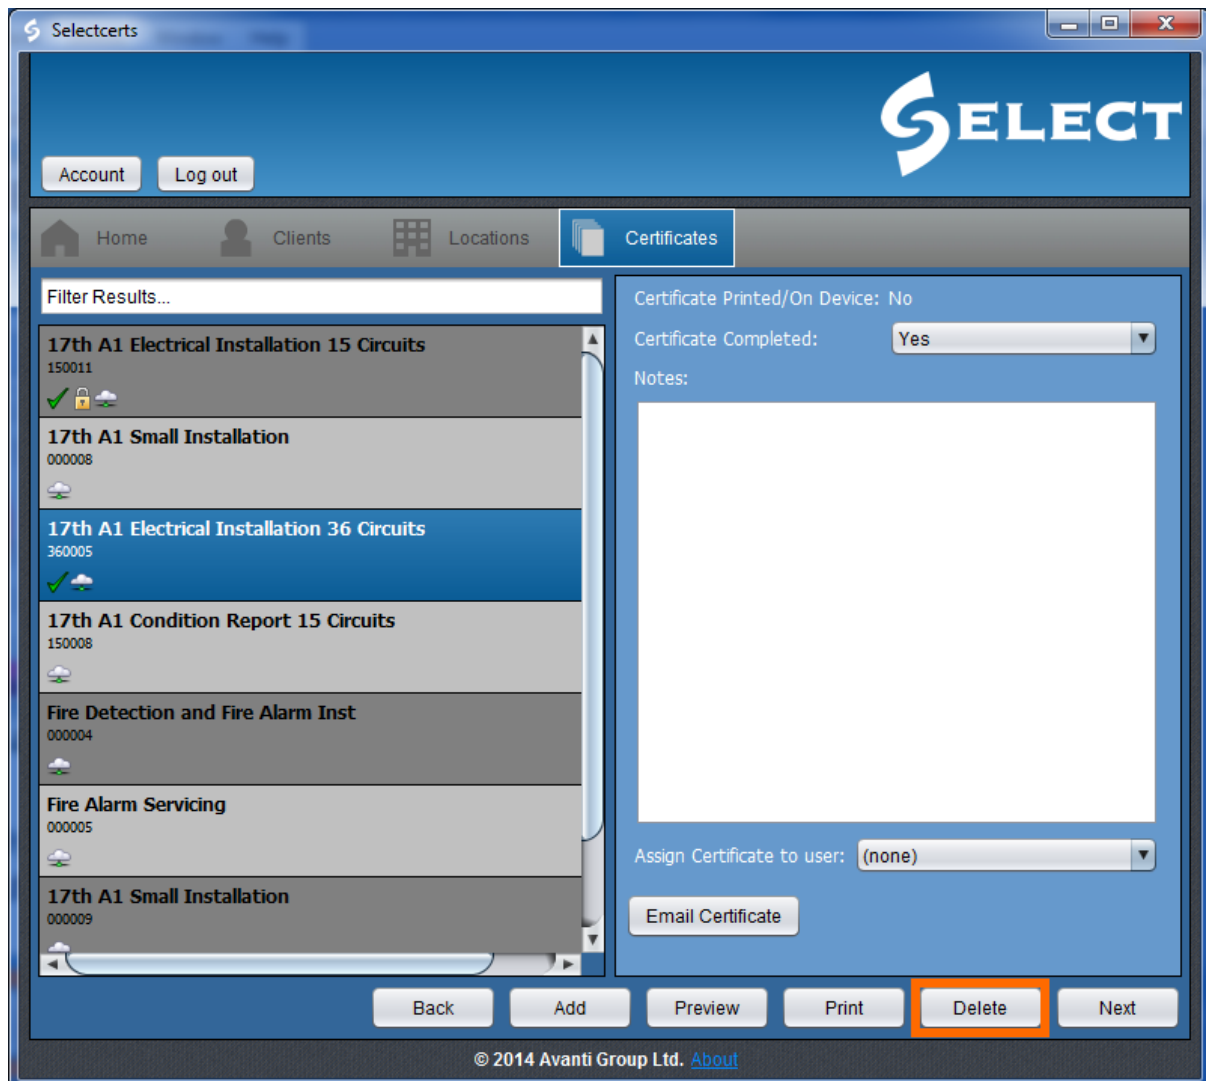 Selectcerts
SELECT
Account
Log out
Home
Clients
Locations
Certificates
Filter Results...
17th A1 Electrical Installation 15 Circuits
150011
17th A1 Small Installation
000008
17th A1 Electrical Installation 36 Circuits
360005
17th A1 Condition Report 15 Circuits
150008
Fire Detection and Fire Alarm Inst
000004
Fire Alarm Servicing
000005
17th A1 Small Installation
000009
Certificate Printed/On Device: No
Certificate Completed: Yes
Notes:
Assign Certificate to user: (none)
Email Certificate
Back
Add
Preview
Print
Delete
Next
© 2014 Avanti Group Ltd. About